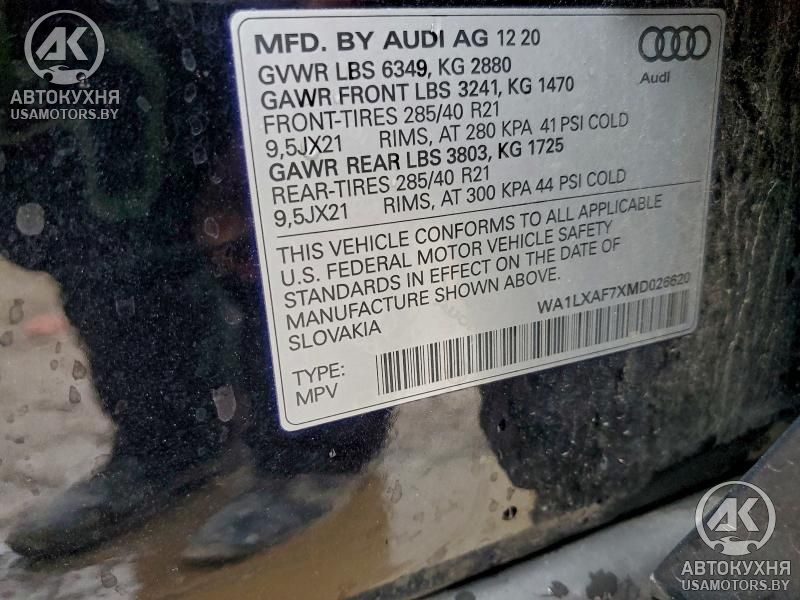 AK
АВТОКУХНЯ
USAMOTORS.BY
MFD. BY AUDI AG 12 20
GVWR LBS 6349, KG 2880
GAWR FRONT LBS 3241, KG 1470
FRONT-TIRES 285/40 R21
9,5JX21 RIMS, AT 280 KPA 41 PSI COLD
GAWR REAR LBS 3803, KG 1725
REAR-TIRES 285/40 R21
9,5JX21 RIMS, AT 300 KPA 44 PSI COLD
Audi
THIS VEHICLE CONFORMS TO ALL APPLICABLE
U.S. FEDERAL MOTOR VEHICLE SAFETY
STANDARDS IN EFFECT ON THE DATE OF
MANUFACTURE SHOWN ABOVE.
SLOVAKIA
WA1LXAF7XMD026620
TYPE:
MPV
AK
АВТОКУХНЯ
USAMOTORS.BY